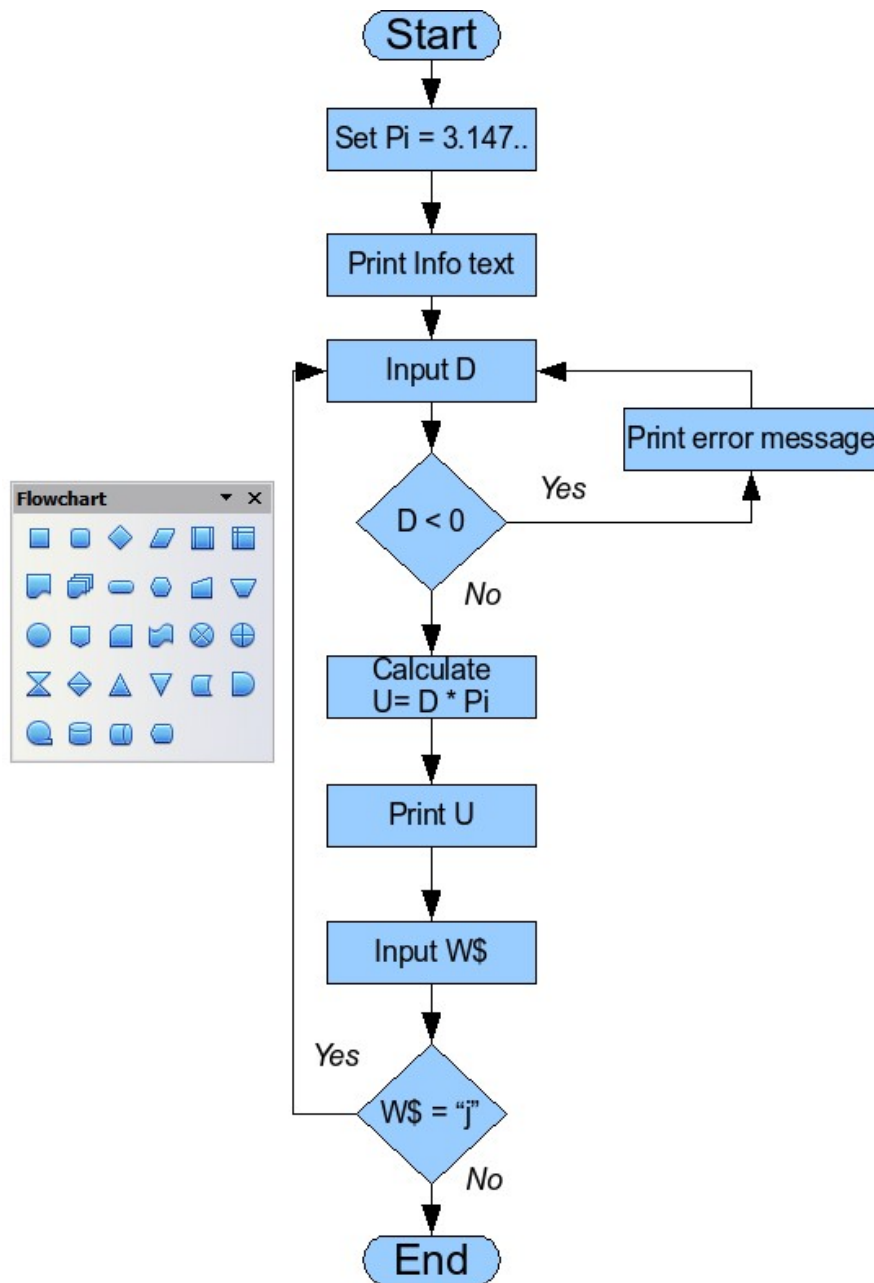 Start
Set Pi = 3.147..
Print Info text
Input D
Print error message
D < 0
Yes
No
Flowchart
Calculate
U= D * Pi
Print U
Input W$
Yes
W$ = “j”
No
End